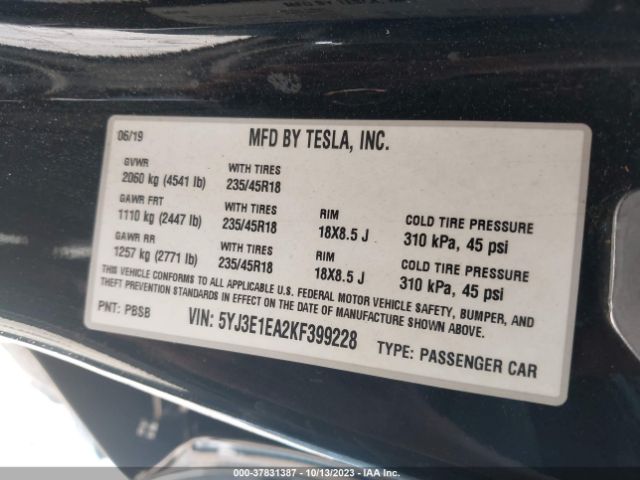 06/19 MFD BY TESLA, INC.
GVWR WITH TIRES
2060 kg (4541 lb) 235/45R18
GAWR FRT WITH TIRES RIM COLD TIRE PRESSURE
1110 kg (2447 lb) 235/45R18 18X8.5 J 310 kPa, 45 psi
GAWR RR WITH TIRES RIM COLD TIRE PRESSURE
1257 kg (2771 lb) 235/45R18 18X8.5 J 310 kPa, 45 psi
THIS VEHICLE CONFORMS TO ALL APPLICABLE U.S. FEDERAL MOTOR VEHICLE SAFETY, BUMPER, AND
THEFT PREVENTION STANDARDS IN EFFECT ON THE DATE OF MANUFACTURE SHOWN ABOVE.
PNT: PBSB VIN: 5YJ3E1EA2KF399228 TYPE: PASSENGER CAR
000-37831387 - 10/13/2023 - IAA Inc.